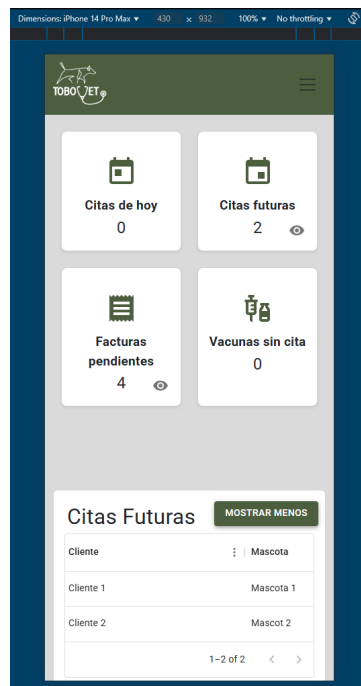 Dimensions: iPhone 14 Pro Max ▼ 430 x 932 100% ▼ No throttling ▼
TOBOVET
Citas de hoy
0
Citas futuras
2
Facturas
pendientes
4
Vacunas sin cita
0
Citas Futuras
MOSTRAR MENOS
Cliente Mascota
Cliente 1 Mascota 1
Cliente 2 Mascot 2
1–2 of 2